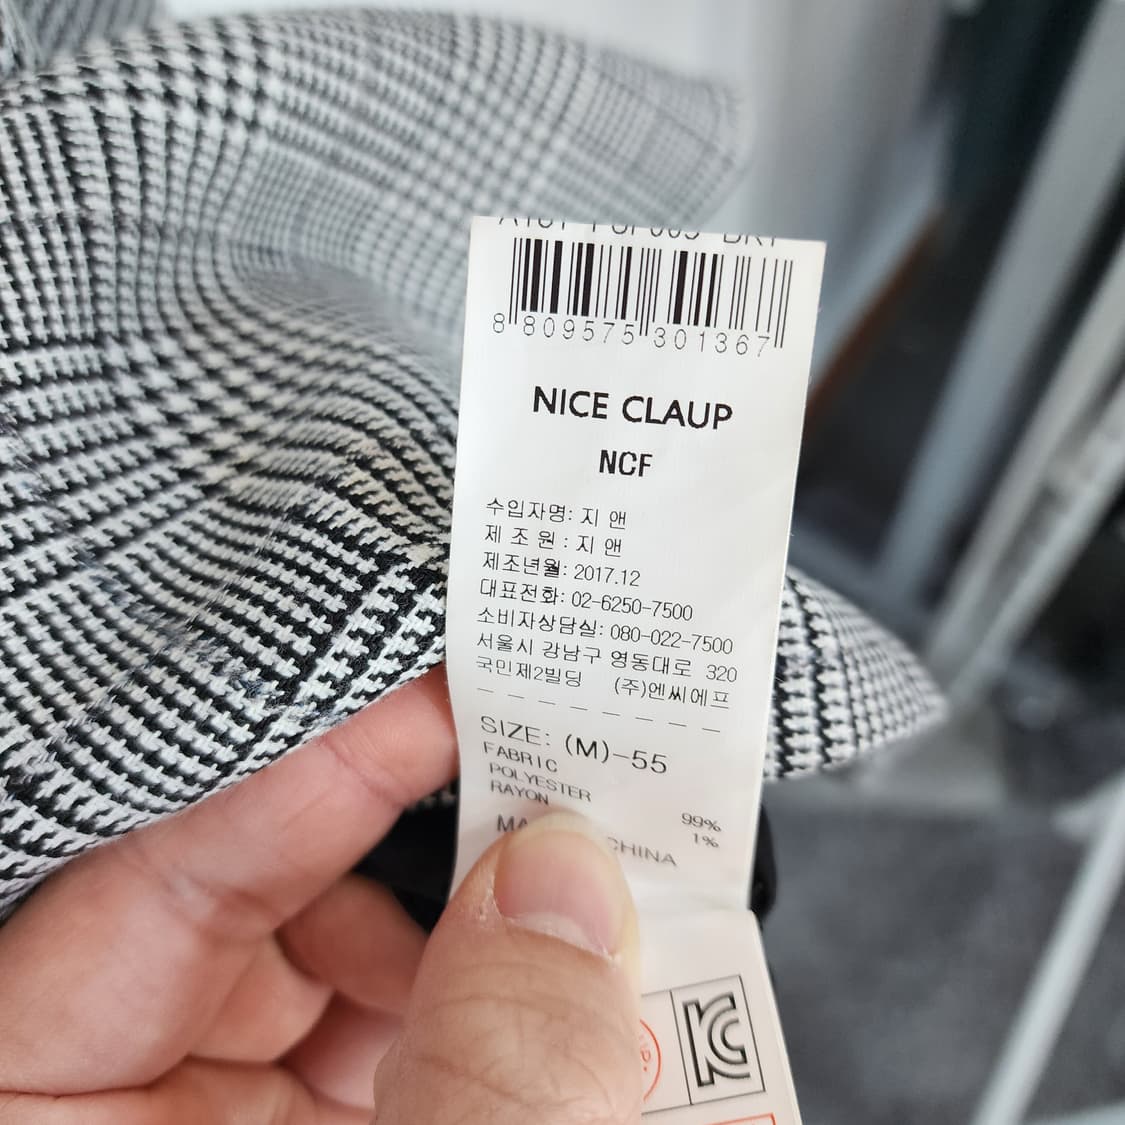 8 809575 301367
NICE CLAUP
NCF
수입자명: 지 앤
제 조 원 : 지 앤
제조년월: 2017.12
대표전화: 02-6250-7500
소비자상담실: 080-022-7500
서울시 강남구 영동대로 320
국민제2빌딩 (주)엔씨에프
SIZE: (M)-55
FABRIC
POLYESTER 99%
RAYON 1%
CHINA